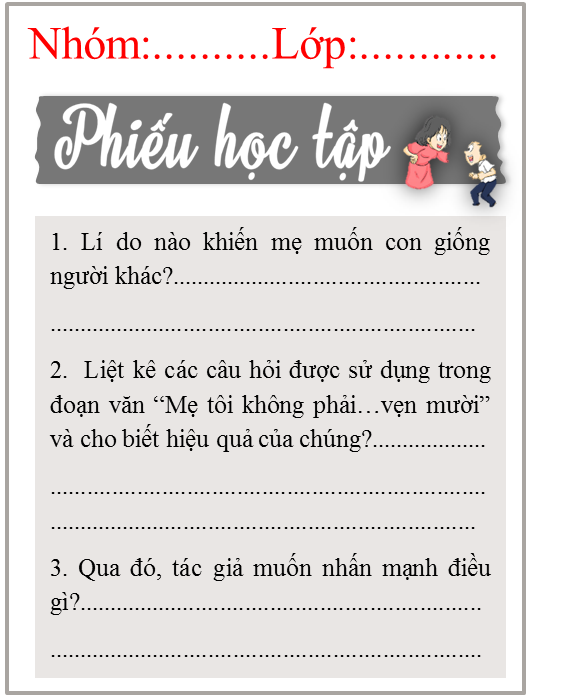 Nhóm:..........Lớp:............
Phiếu học tập
1. Lí do nào khiến mẹ muốn con giống
người khác?.................................................
....................................................................
2. Liệt kê các câu hỏi được sử dụng trong
đoạn văn “Mẹ tôi không phải…vẹn mười”
và cho biết hiệu quả của chúng?..................
......................................................................
....................................................................
3. Qua đó, tác giả muốn nhấn mạnh điều
gì?................................................................
.....................................................................